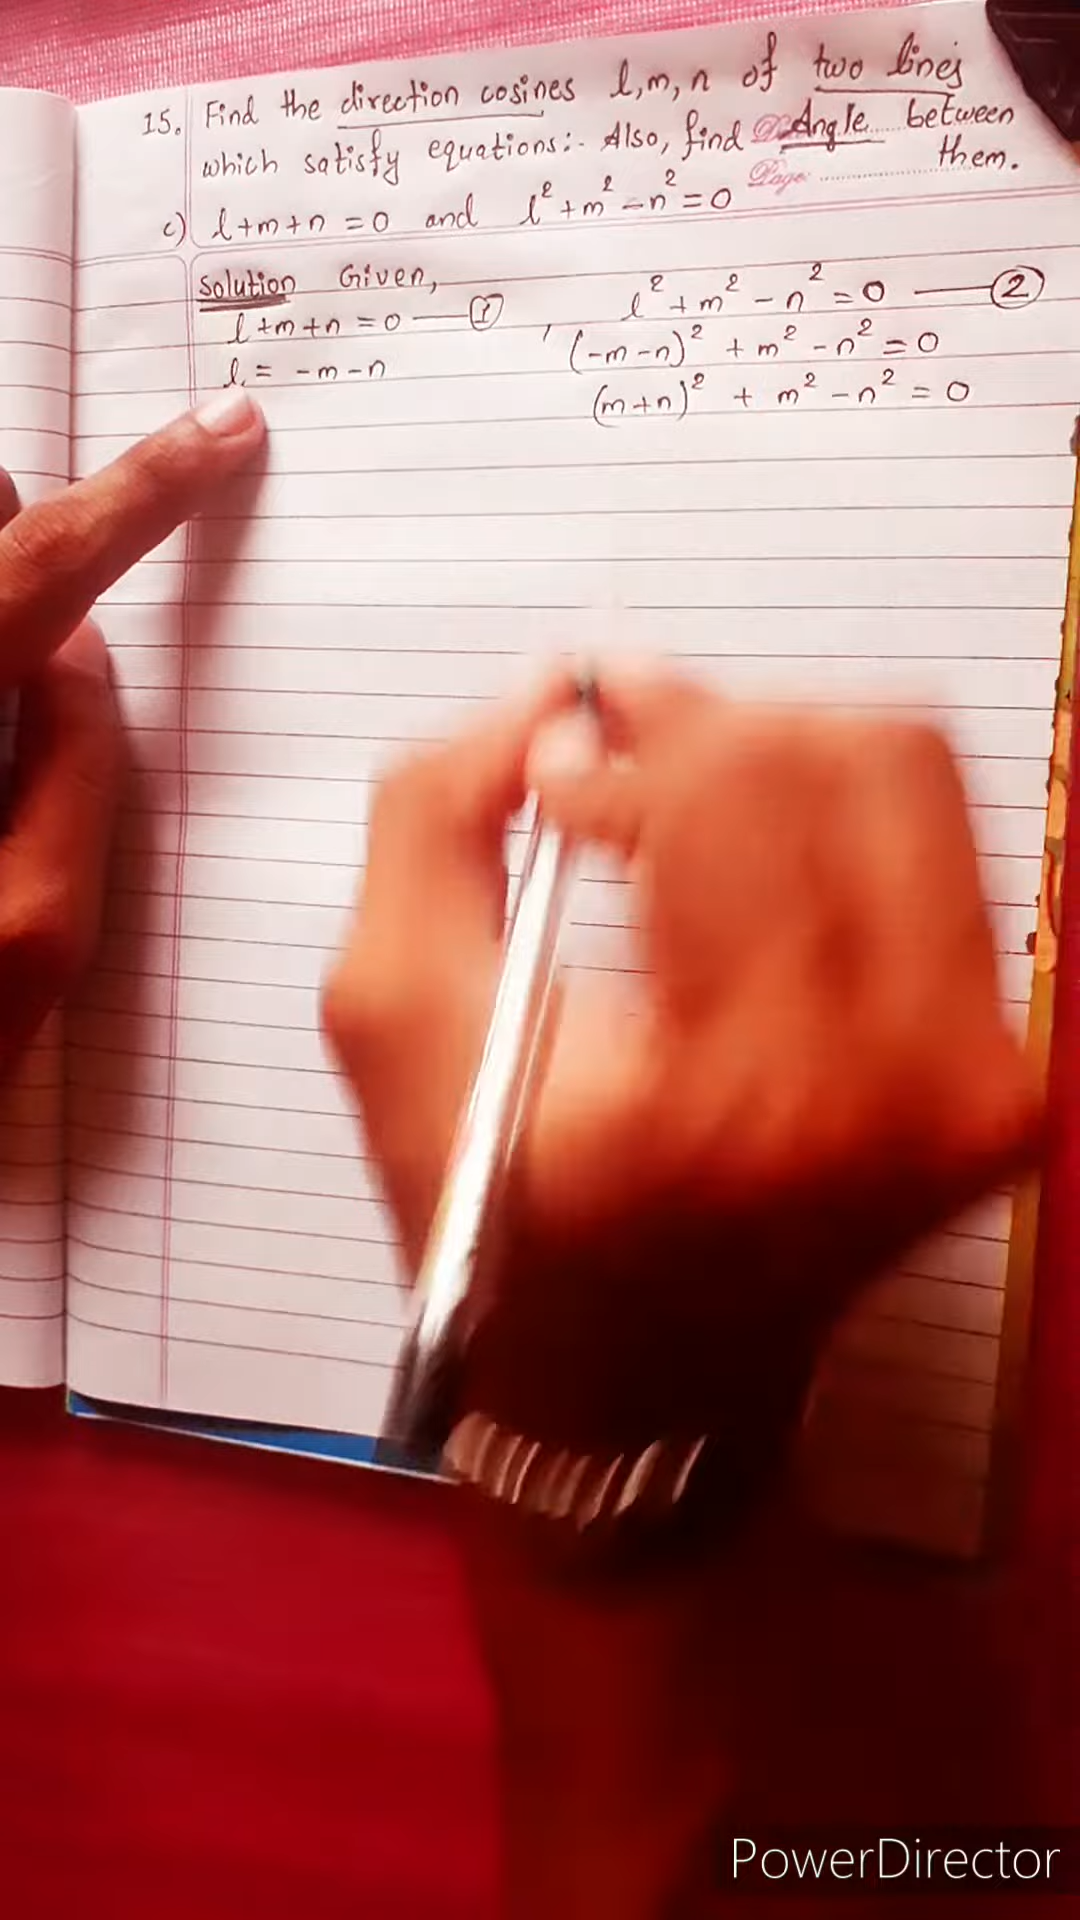 15. Find the direction cosines l, m, n of two lines
which satisfy equations:- Also, find Angle between
them.
Page:
c) l+m+n = 0 and l²+m²-n² = 0
Solution Given,
l+m+n = 0 —— ①
l²+m²-n² = 0 —— ②
l = -m-n
(-m-n)² + m² - n² = 0
(m+n)² + m² - n² = 0
PowerDirector